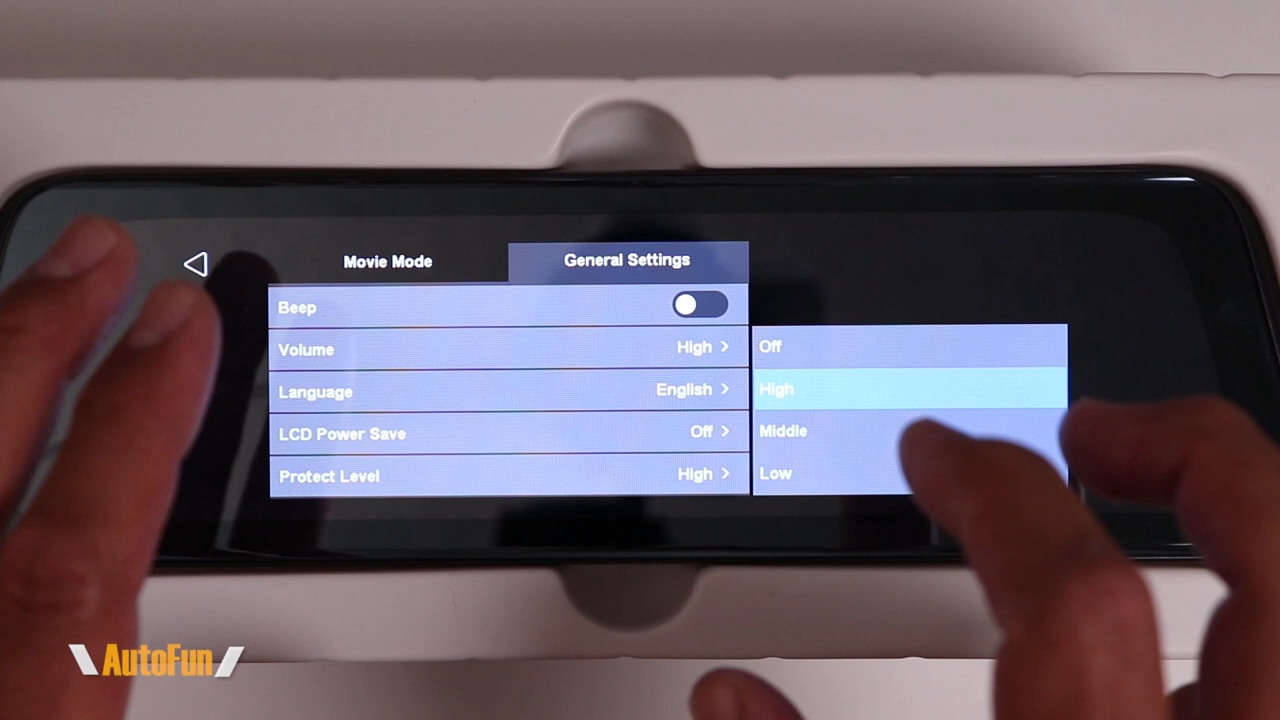 Movie Mode
General Settings
Beep
Volume High >
Language English >
LCD Power Save Off >
Protect Level High >
Off
High
Middle
Low
AutoFun